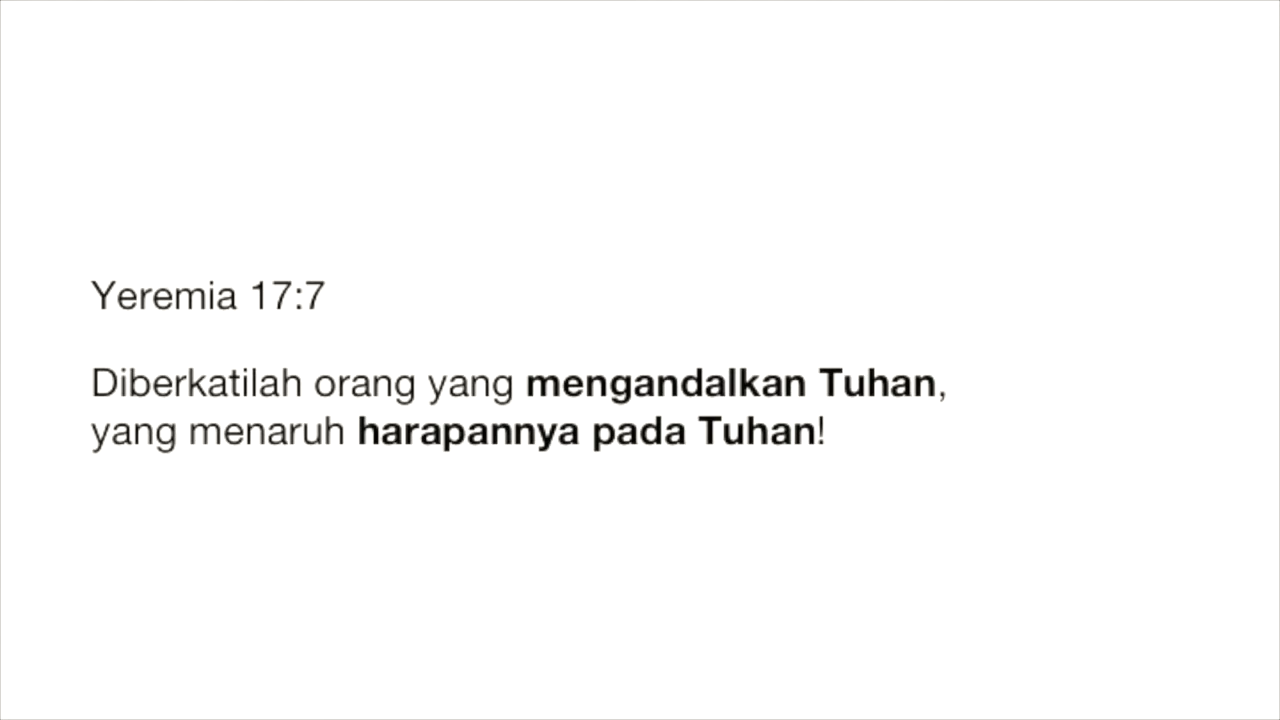 Yeremia 17:7
Diberkatilah orang yang mengandalkan Tuhan,
yang menaruh harapannya pada Tuhan!